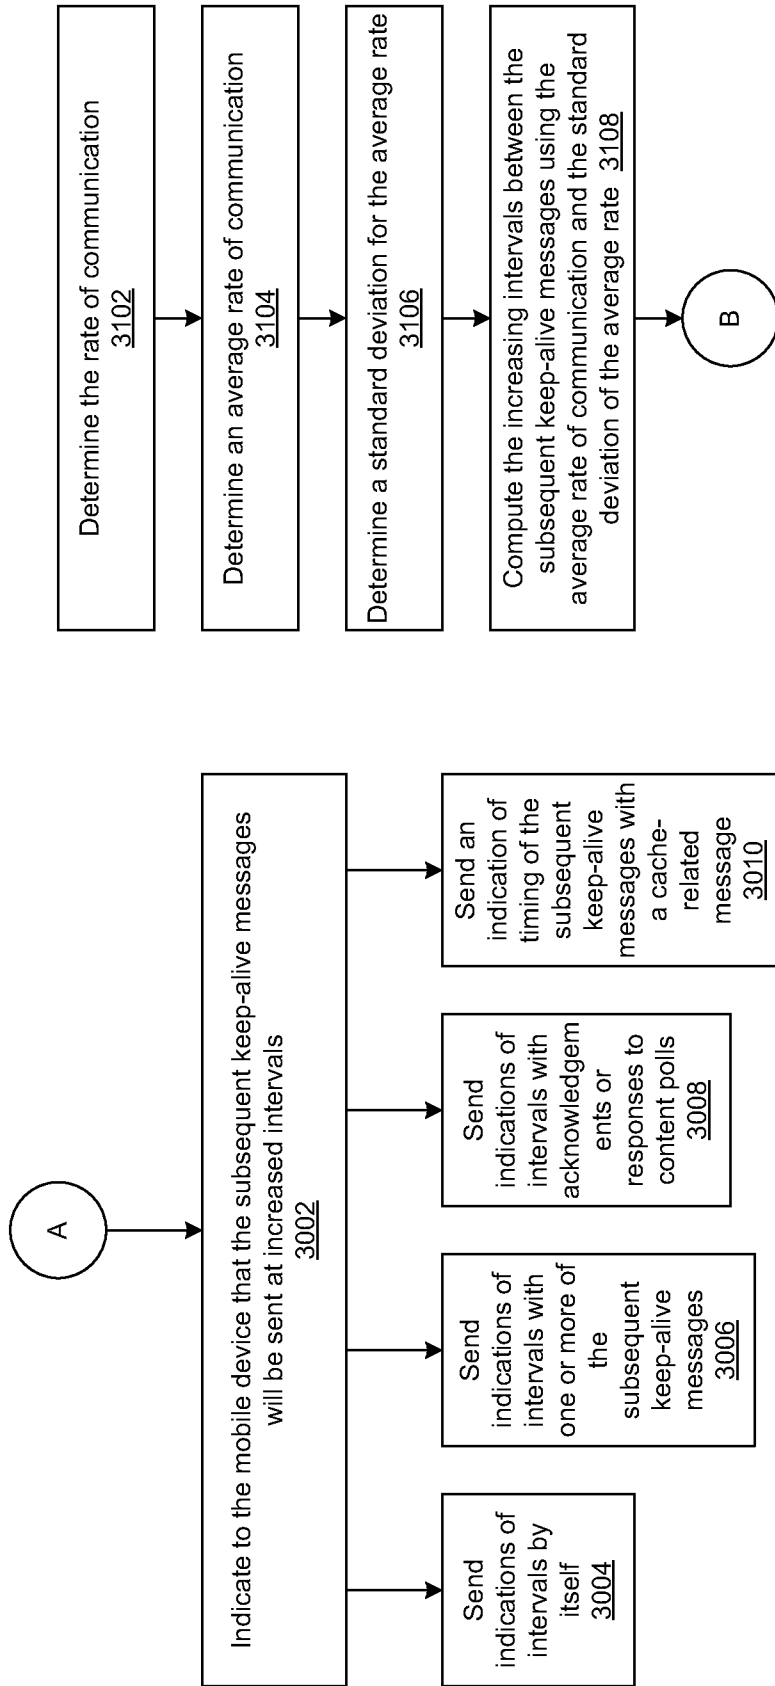 A
Indicate to the mobile device that the subsequent keep-alive messages
will be sent at increased intervals
3002
Send
indications of
intervals by
itself
3004
Send
indications of
intervals with
one or more of
the
subsequent
keep-alive
messages
3006
Send
indications of
intervals with
acknowledgem
ents or
responses to
content polls
3008
Send an
indication of
timing of the
subsequent
keep-alive
messages with
a cache-
related
message
3010
Determine the rate of communication
3102
Determine an average rate of communication
3104
Determine a standard deviation for the average rate
3106
Compute the increasing intervals between the
subsequent keep-alive messages using the
average rate of communication and the standard
deviation of the average rate 3108
B